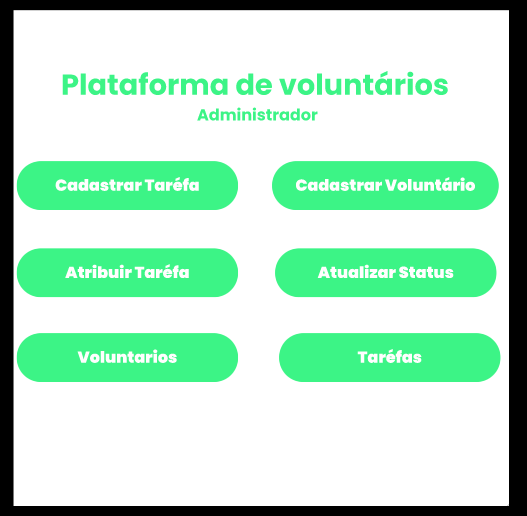 Plataforma de voluntários
Administrador
Cadastrar Taréfa
Cadastrar Voluntário
Atribuir Taréfa
Atualizar Status
Voluntarios
Taréfas